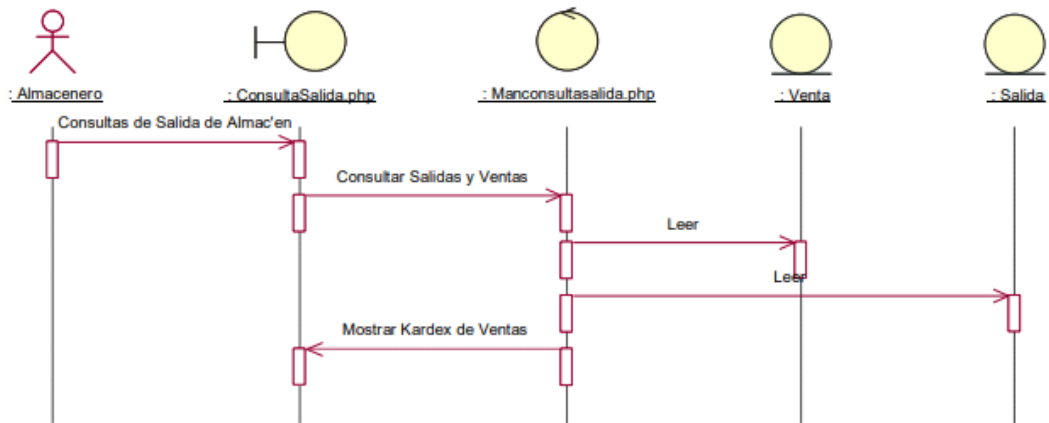 : Almacenero
: ConsultaSalida.php
: Manconsultasalida.php
: Venta
: Salida
Consultas de Salida de Almac'en
Consultar Salidas y Ventas
Leer
Leer
Mostrar Kardex de Ventas